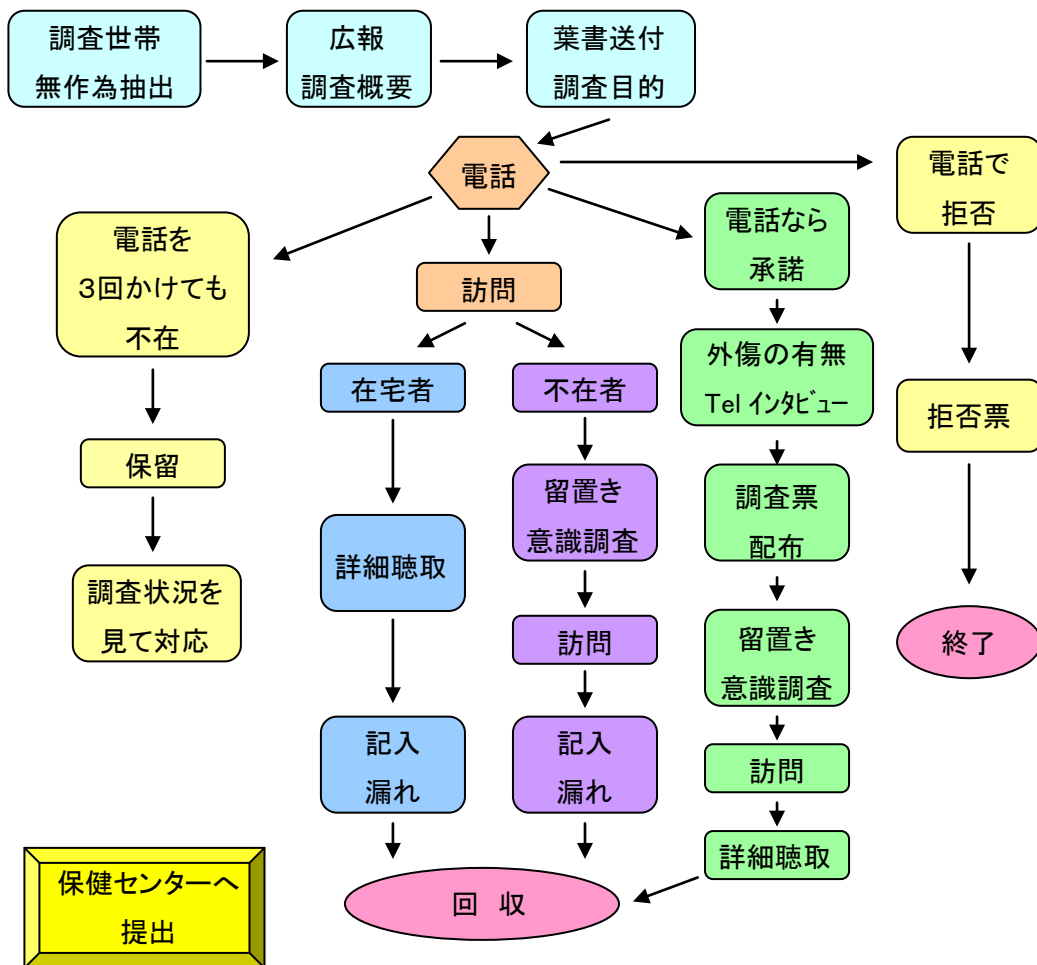 調査世帯
無作為抽出
広報
調査概要
葉書送付
調査目的
電話
電話で
拒否
電話を
3回かけても
不在
訪問
電話なら
承諾
外傷の有無
Tel インタビュー
在宅者
不在者
拒否票
保留
留置き
意識調査
調査票
配布
詳細聴取
調査状況を
見て対応
訪問
留置き
意識調査
終了
記入
漏れ
記入
漏れ
訪問
詳細聴取
保健センターへ
提出
回 収